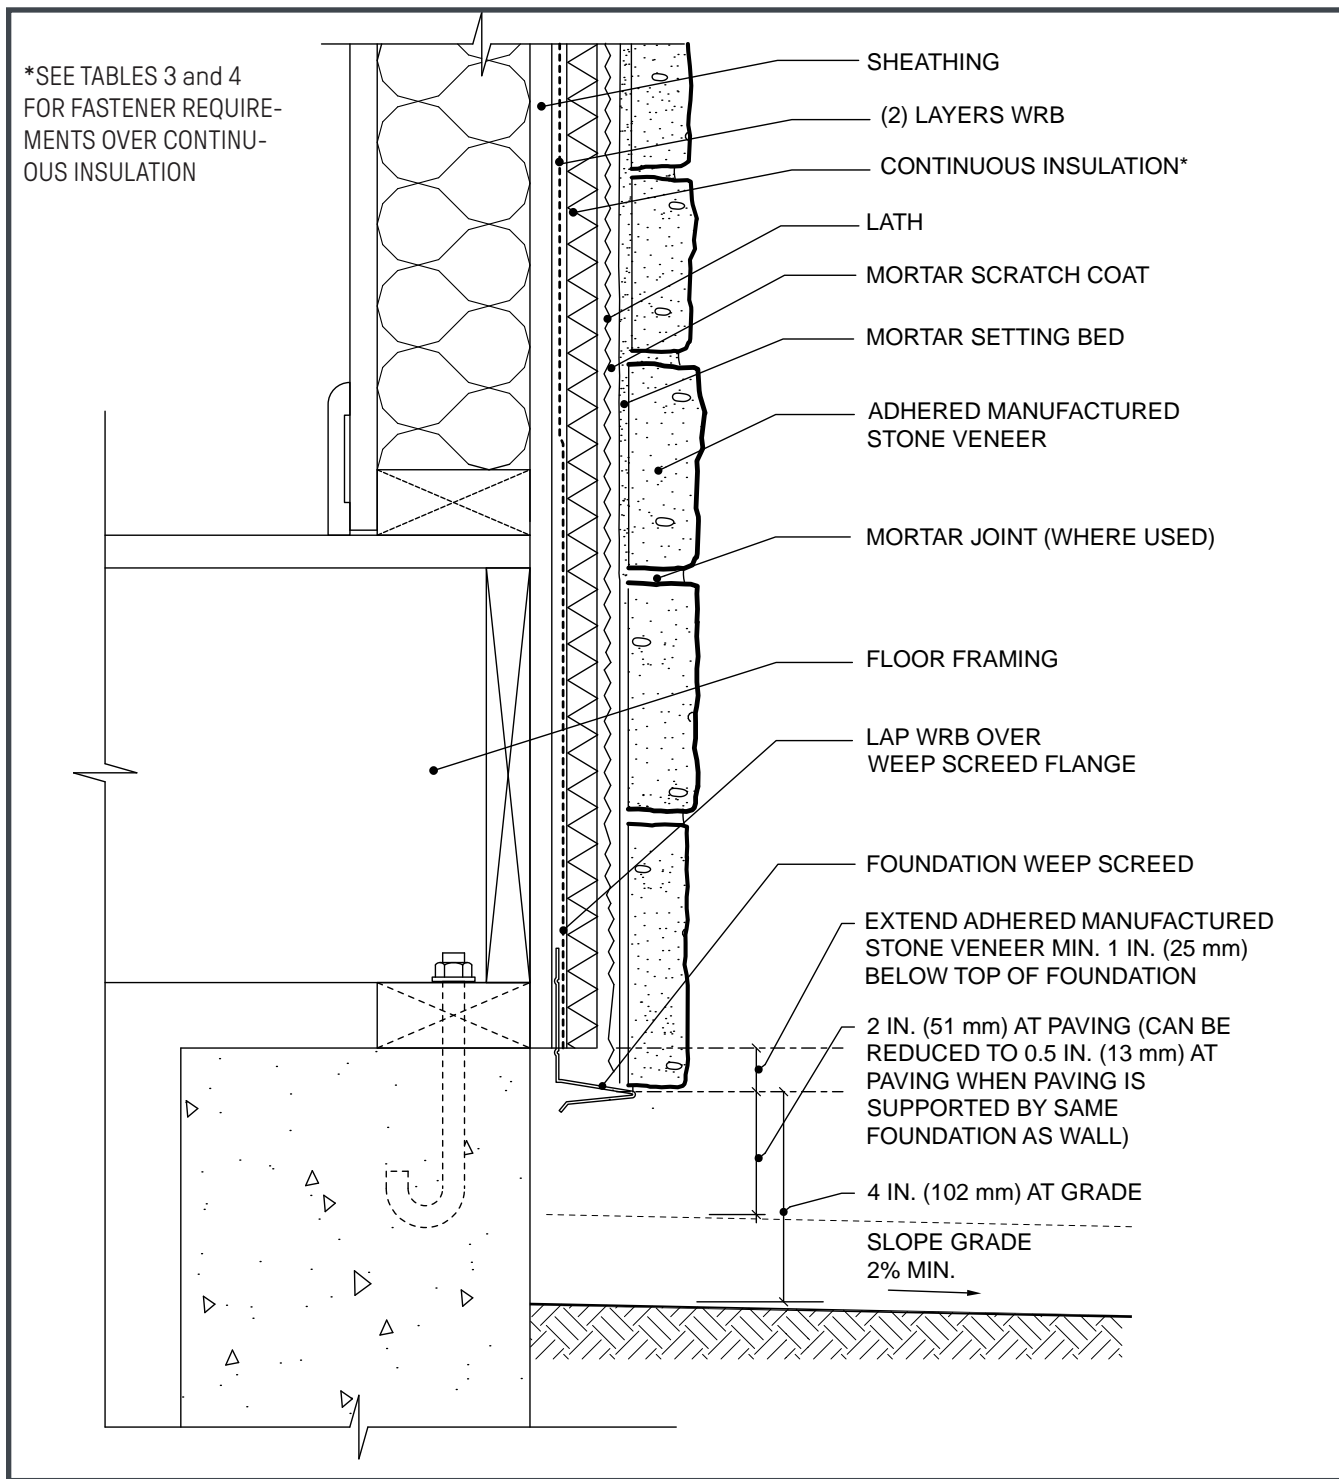 *SEE TABLES 3 and 4
FOR FASTENER REQUIRE-
MENTS OVER CONTINU-
OUS INSULATION
SHEATHING
(2) LAYERS WRB
CONTINUOUS INSULATION*
LATH
MORTAR SCRATCH COAT
MORTAR SETTING BED
ADHERED MANUFACTURED
STONE VENEER
MORTAR JOINT (WHERE USED)
FLOOR FRAMING
LAP WRB OVER
WEEP SCREED FLANGE
FOUNDATION WEEP SCREED
EXTEND ADHERED MANUFACTURED
STONE VENEER MIN. 1 IN. (25 mm)
BELOW TOP OF FOUNDATION
2 IN. (51 mm) AT PAVING (CAN BE
REDUCED TO 0.5 IN. (13 mm) AT
PAVING WHEN PAVING IS
SUPPORTED BY SAME
FOUNDATION AS WALL)
4 IN. (102 mm) AT GRADE
SLOPE GRADE
2% MIN.